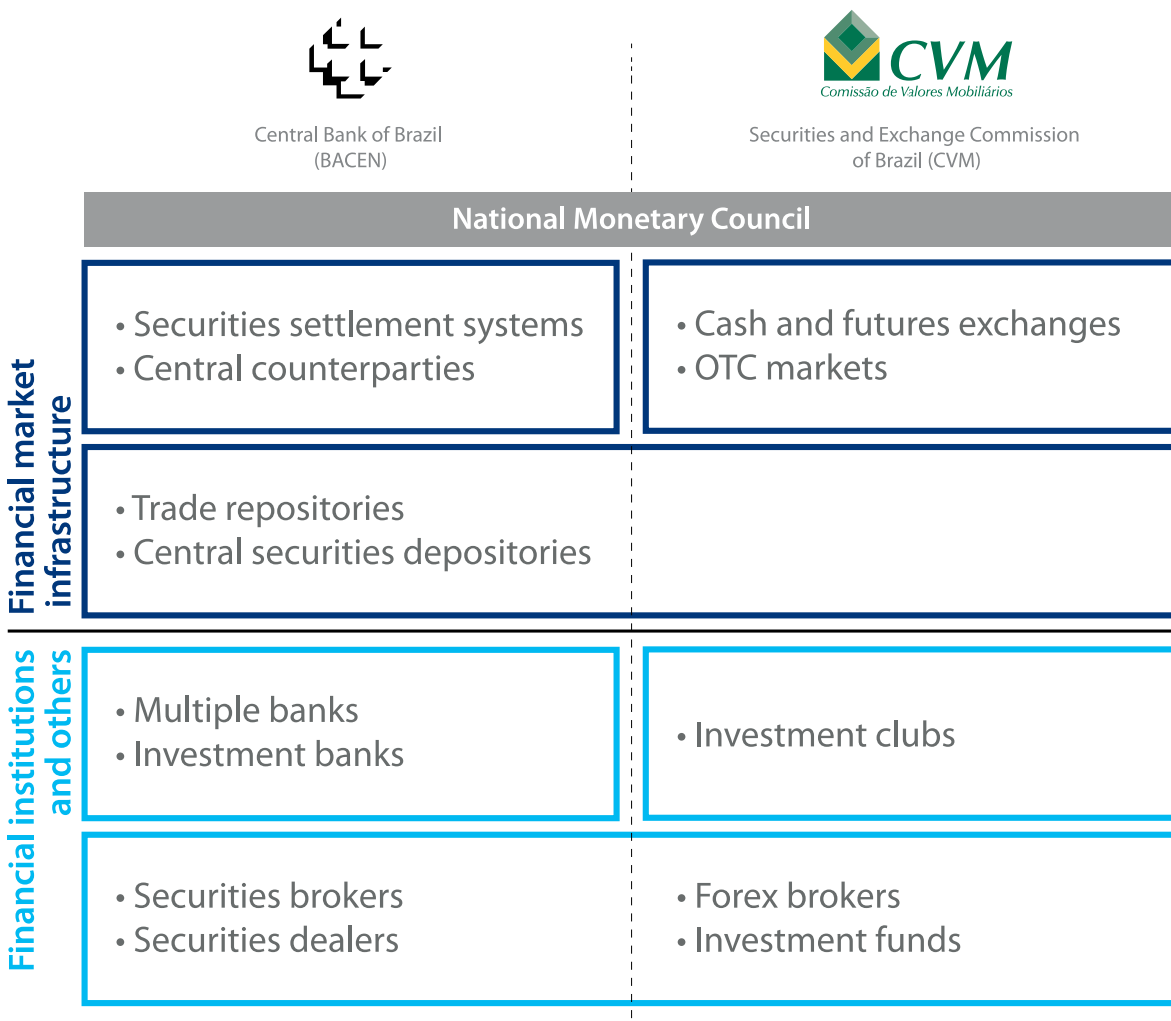 CVM
Comissão de Valores Mobiliários
Central Bank of Brazil
(BACEN)
Securities and Exchange Commission
of Brazil (CVM)
National Monetary Council
Financial market
infrastructure
• Securities settlement systems
• Central counterparties
• Cash and futures exchanges
• OTC markets
• Trade repositories
• Central securities depositories
Financial institutions
and others
• Multiple banks
• Investment banks
• Investment clubs
• Securities brokers
• Securities dealers
• Forex brokers
• Investment funds